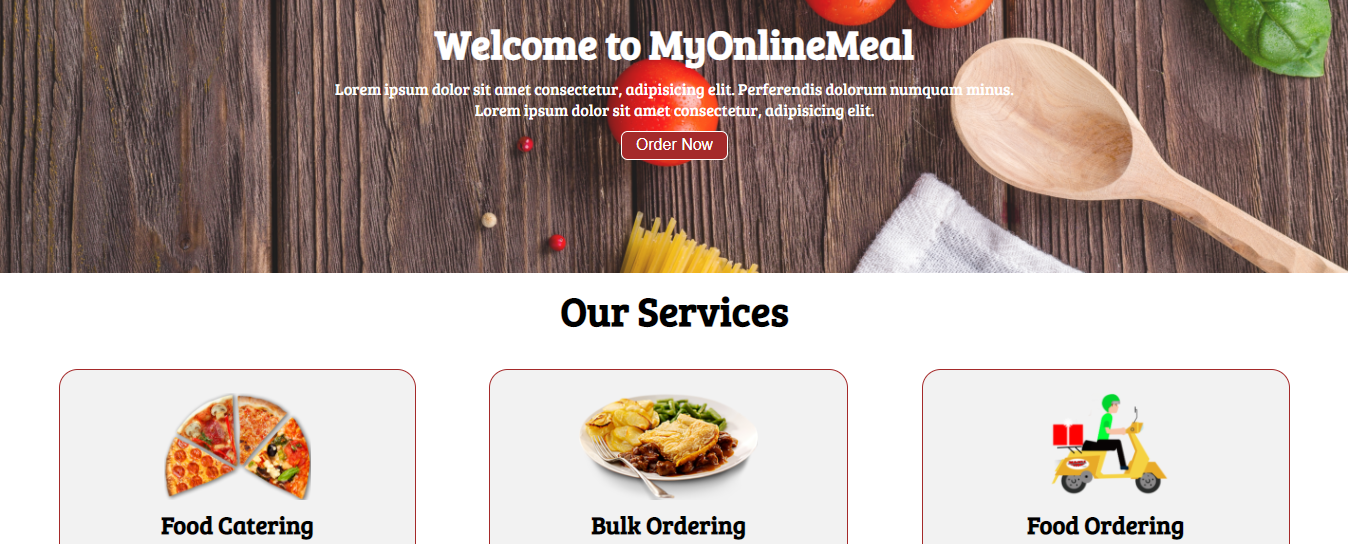 Welcome to MyOnlineMeal
Lorem ipsum dolor sit amet consectetur, adipisicing elit. Perferendis dolorum numquam minus.
Lorem ipsum dolor sit amet consectetur, adipisicing elit.
Order Now
Our Services
Food Catering
Bulk Ordering
Food Ordering